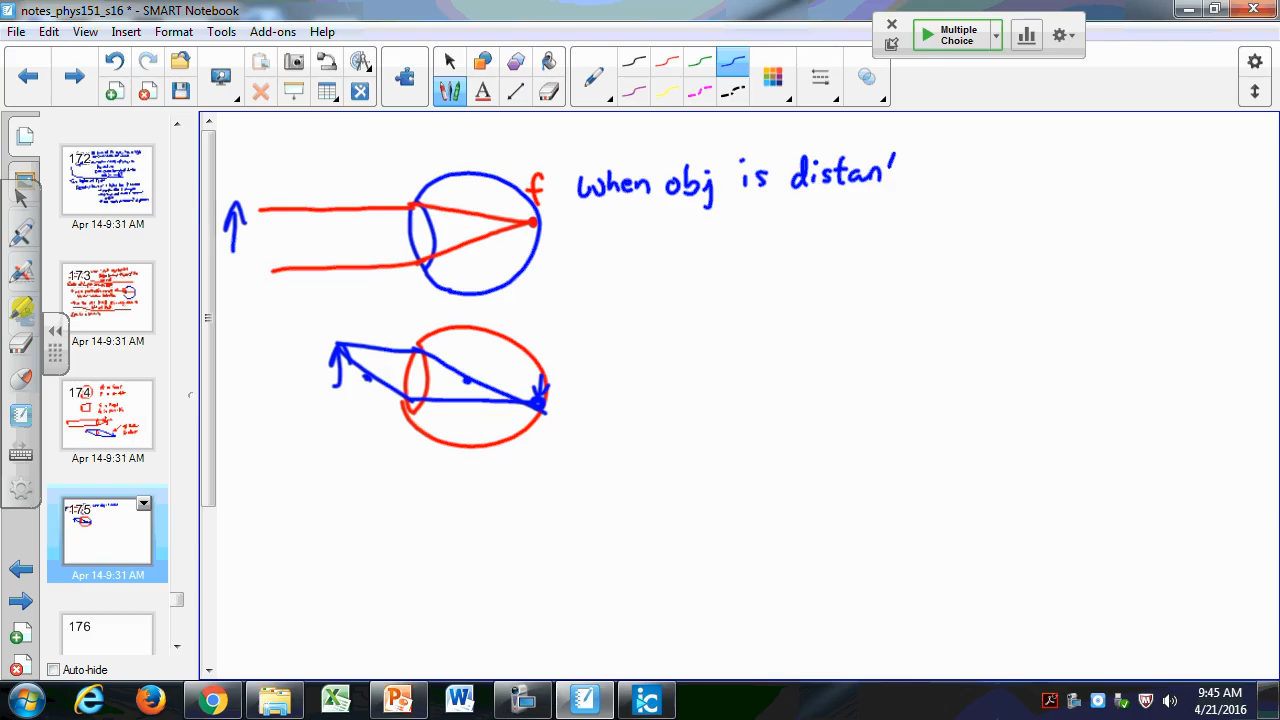 notes_phys151_s16 * - SMART Notebook
File Edit View Insert Format Tools Add-ons Help
Multiple
Choice
172
Apr 14-9:31 AM
173
Apr 14-9:31 AM
174
Apr 14-9:31 AM
175
Apr 14-9:31 AM
176
Auto-hide
f
when obj is distan'
9:45 AM
4/21/2016